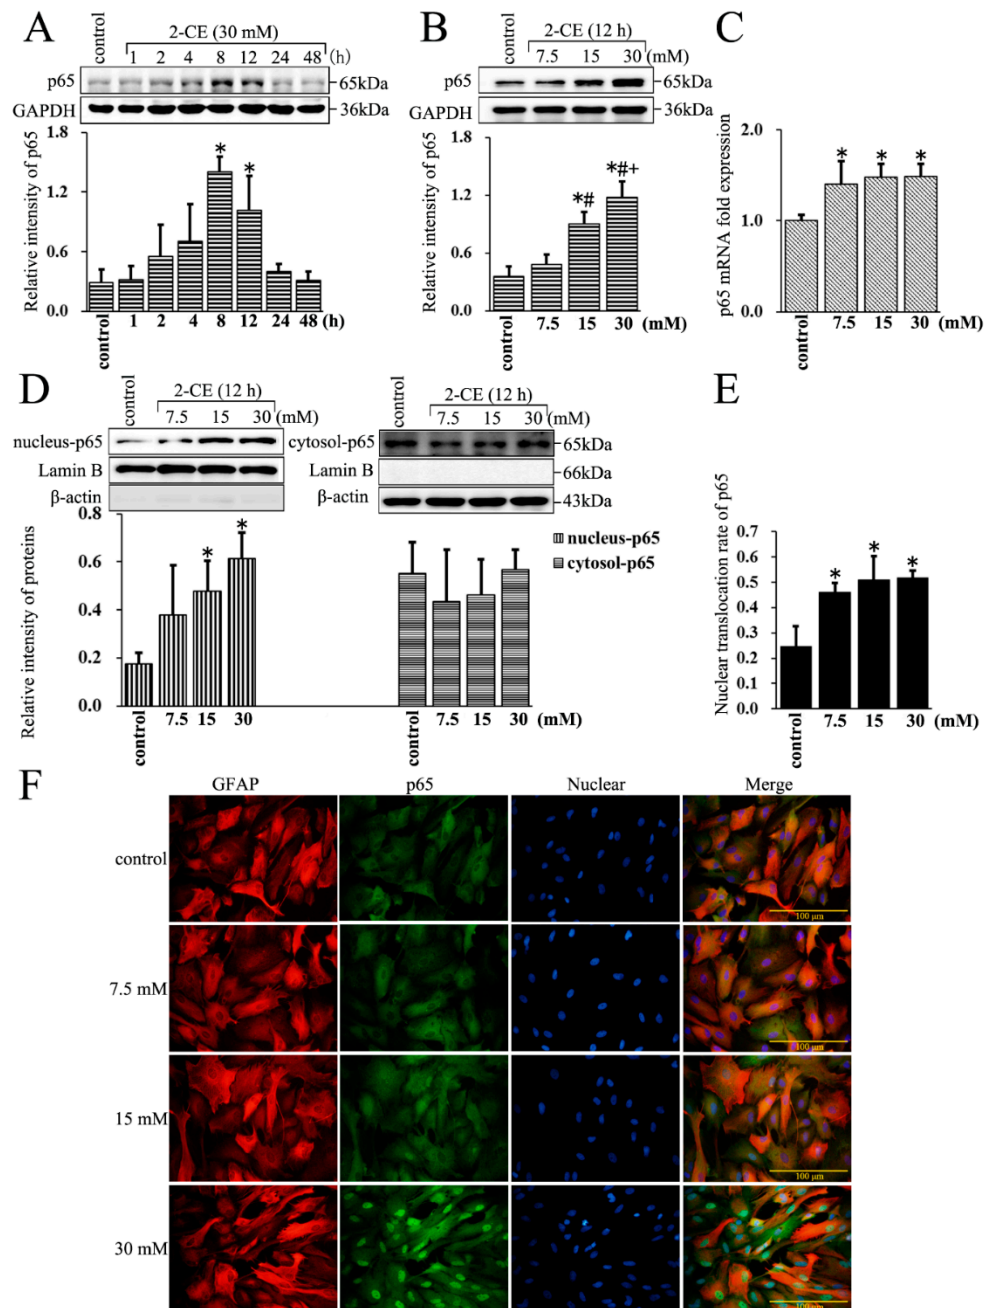 A
control
2-CE (30 mM)
1 2 4 8 12 24 48 (h)
p65
65kDa
GAPDH
36kDa
Relative intensity of p65
1.8
1.2
0.6
0.0
* *
control 1 2 4 8 12 24 48 (h)
B
control
2-CE (12 h)
7.5 15 30 (mM)
p65
65kDa
GAPDH
36kDa
Relative intensity of p65
1.8
1.2
0.6
0.0
*# *#+
control 7.5 15 30 (mM)
C
p65 mRNA fold expression
2.0
1.0
0.0
* * *
control 7.5 15 30 (mM)
D
control
2-CE (12 h)
7.5 15 30 (mM)
nucleus-p65
Lamin B
β-actin
control
2-CE (12 h)
7.5 15 30 (mM)
cytosol-p65
65kDa
Lamin B
66kDa
β-actin
43kDa
Relative intensity of proteins
0.8
0.6
0.4
0.2
0.0
* *
nucleus-p65
cytosol-p65
control 7.5 15 30
control 7.5 15 30 (mM)
E
Nuclear translocation rate of p65
0.7
0.6
0.5
0.4
0.3
0.2
0.1
0.0
* * *
control 7.5 15 30 (mM)
F
GFAP p65 Nuclear Merge
control
100 μm
7.5 mM
100 μm
15 mM
100 μm
30 mM
100 μm